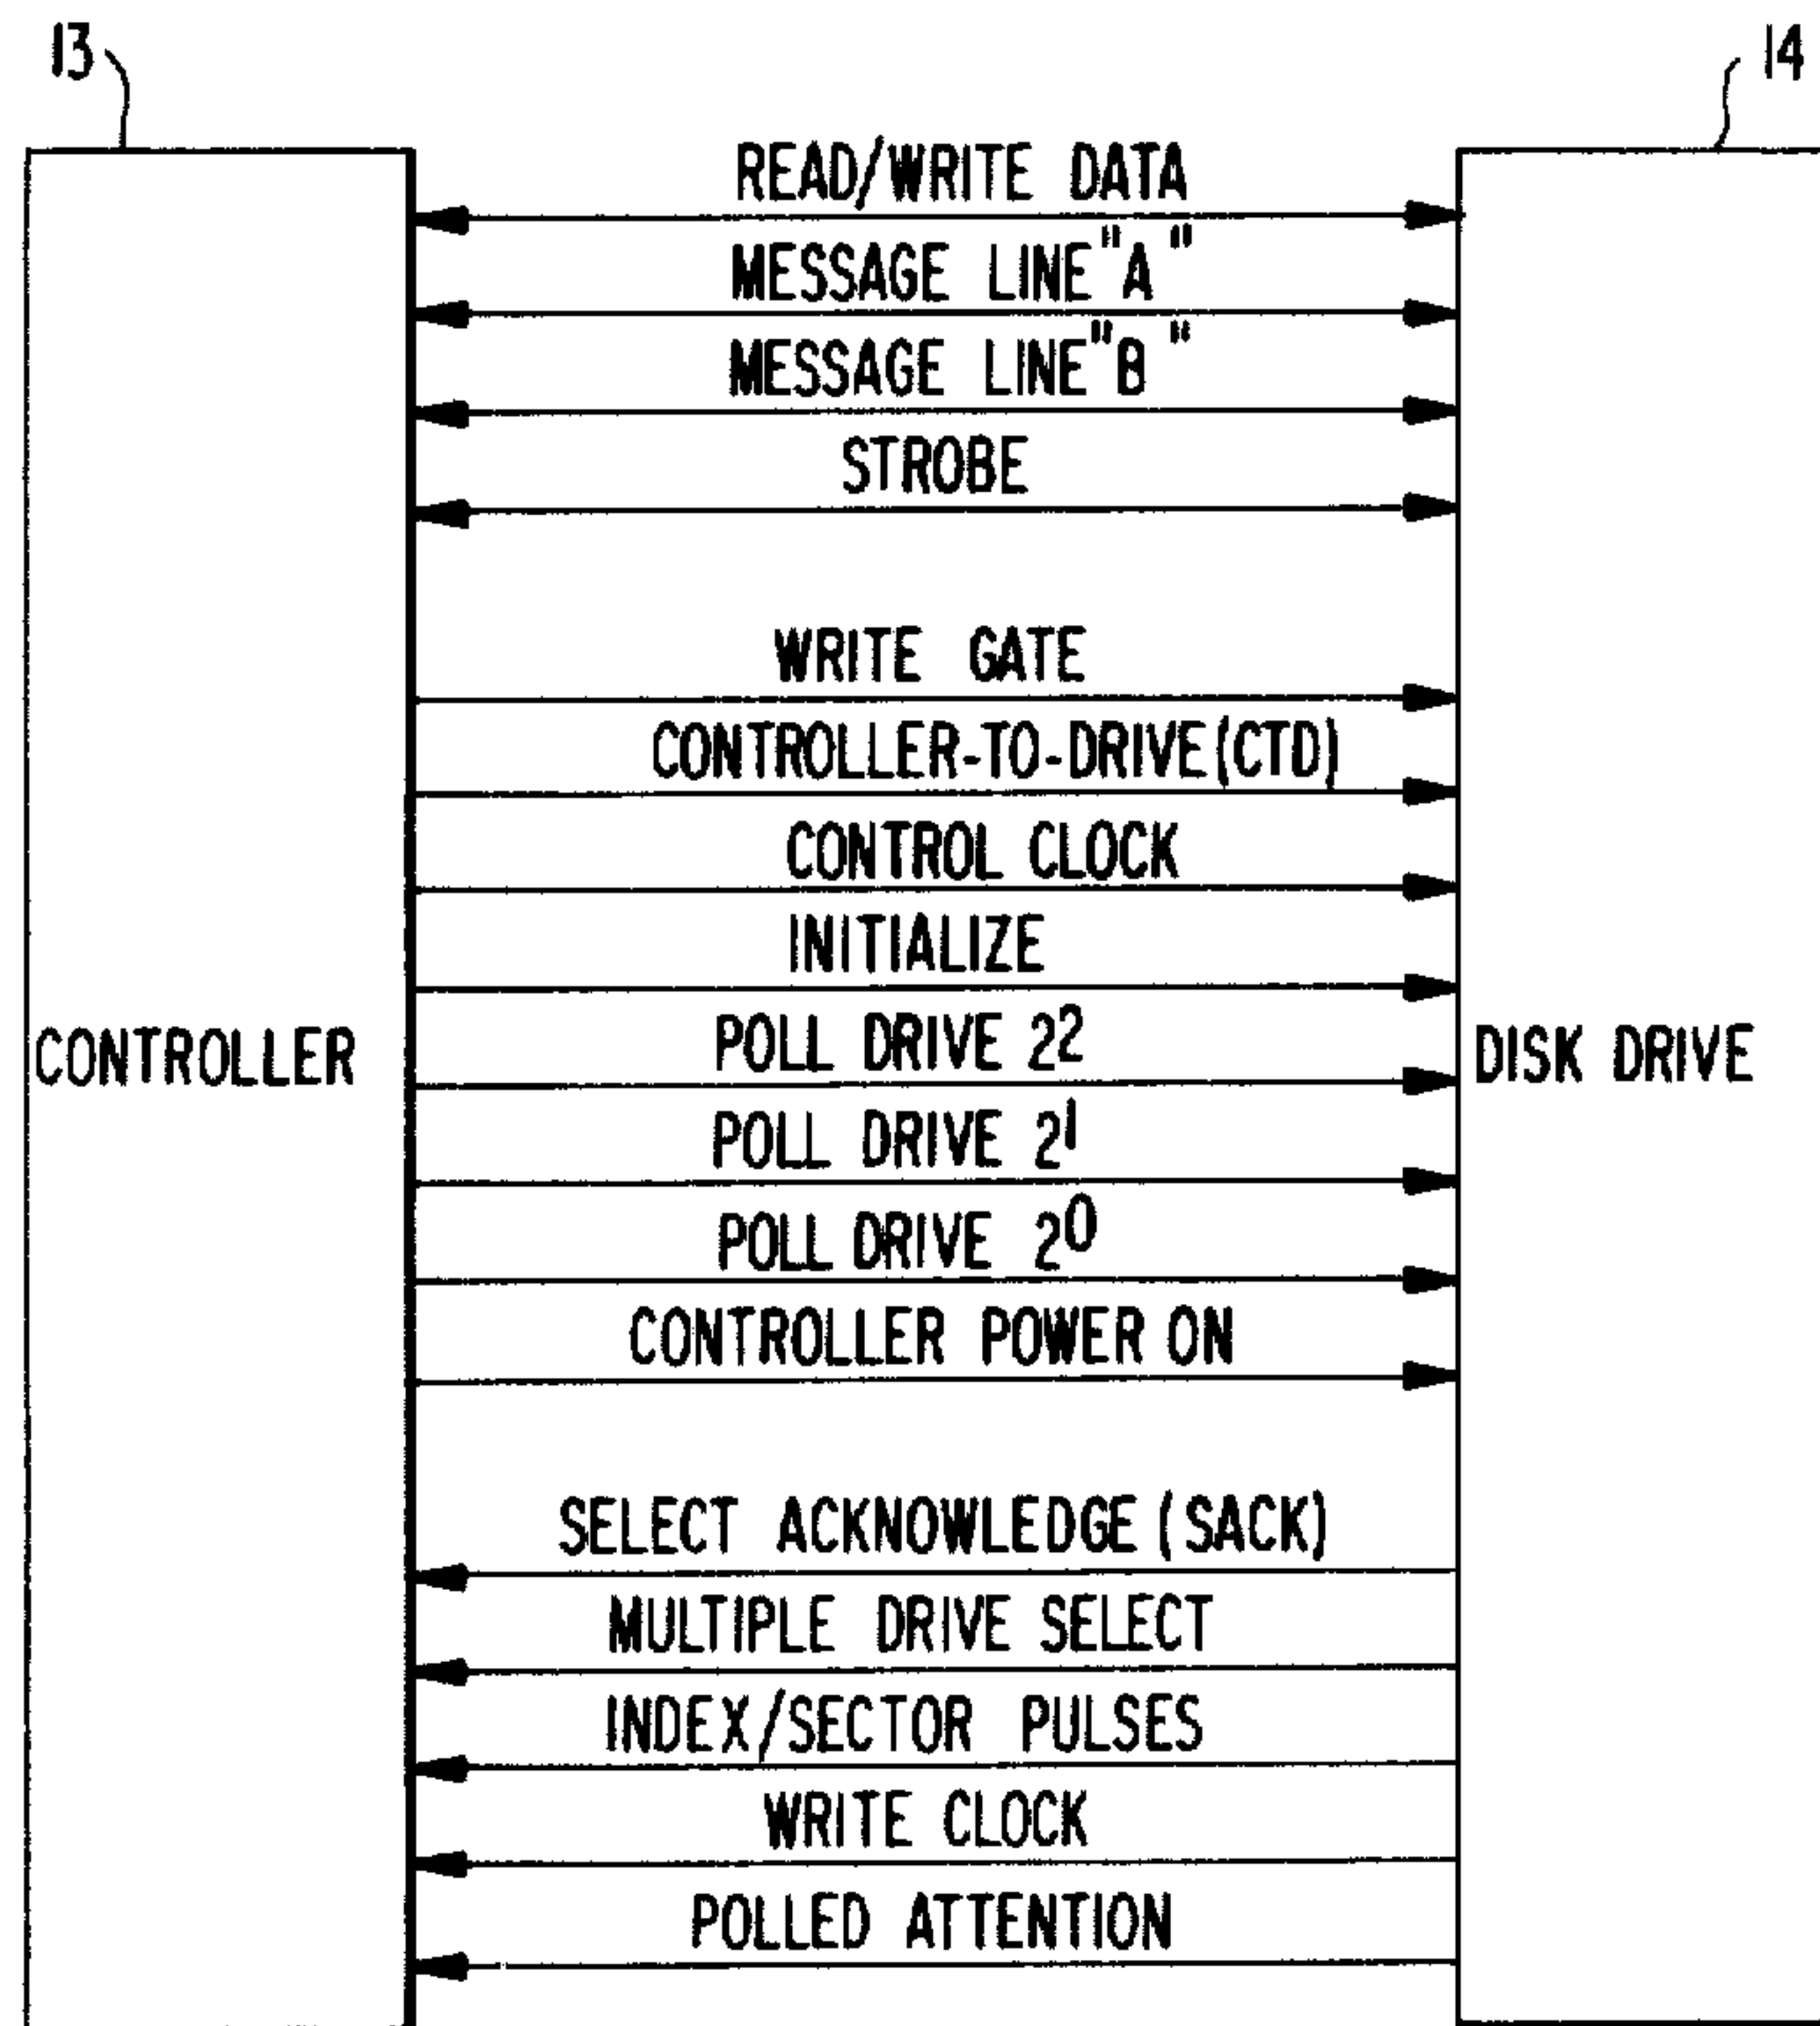 13
14
READ/WRITE DATA
MESSAGE LINE "A"
MESSAGE LINE "B"
STROBE
WRITE GATE
CONTROLLER-TO-DRIVE (CTD)
CONTROL CLOCK
INITIALIZE
POLL DRIVE 2²
CONTROLLER
DISK DRIVE
POLL DRIVE 2¹
POLL DRIVE 2⁰
CONTROLLER POWER ON
SELECT ACKNOWLEDGE (SACK)
MULTIPLE DRIVE SELECT
INDEX/SECTOR PULSES
WRITE CLOCK
POLLED ATTENTION